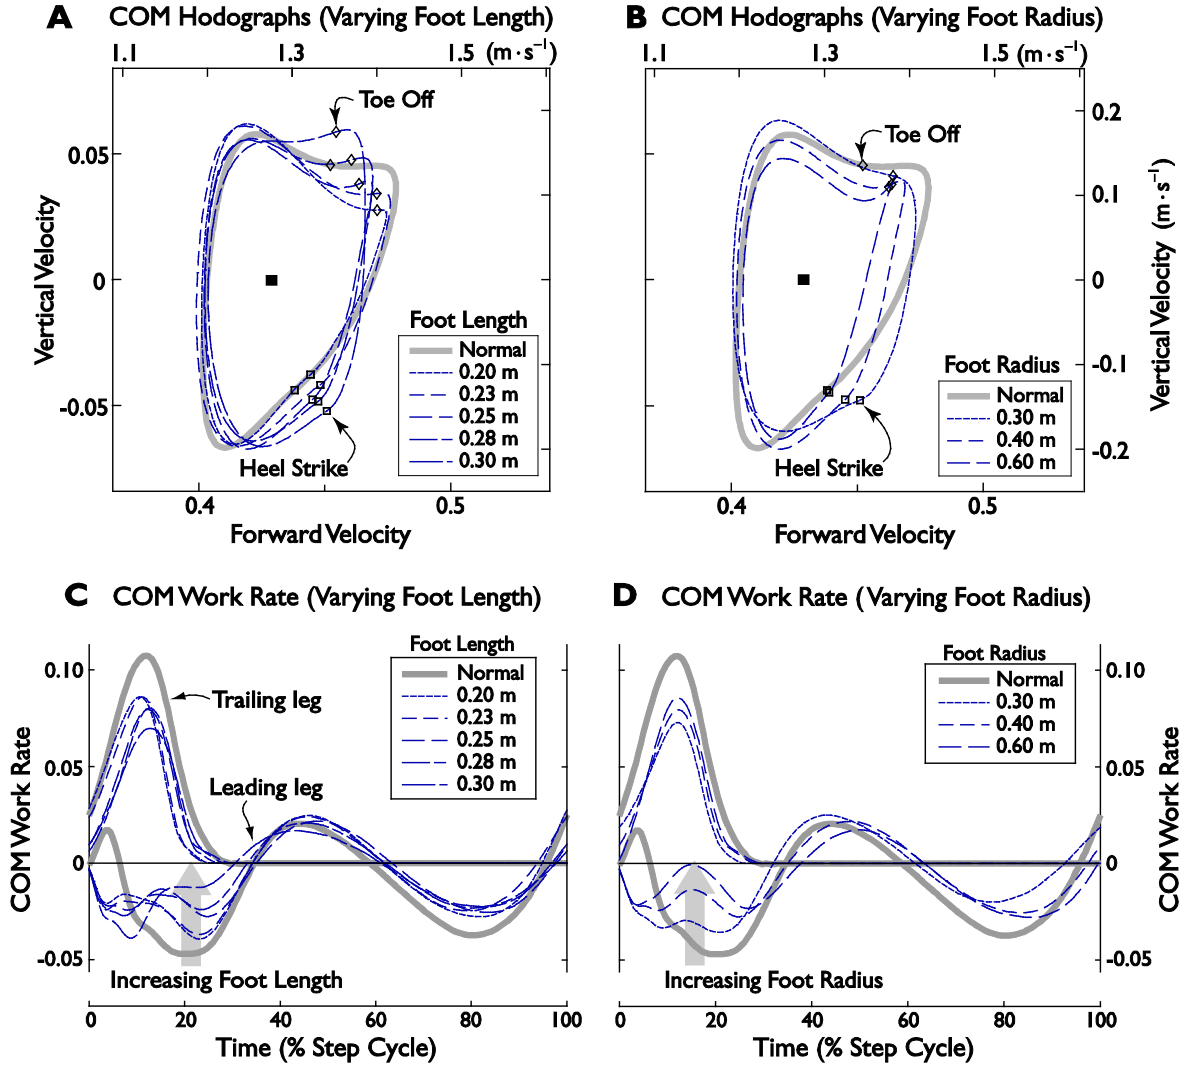 A COM Hodographs (Varying Foot Length)
1.1 1.3 1.5 (m·s⁻¹)
Toe Off
0.05
0
-0.05
Vertical Velocity
Foot Length
Normal
0.20 m
0.23 m
0.25 m
0.28 m
0.30 m
Heel Strike
0.4 0.5
Forward Velocity
B COM Hodographs (Varying Foot Radius)
1.1 1.3 1.5 (m·s⁻¹)
Toe Off
0.2
0.1
0
-0.1
-0.2
Vertical Velocity (m·s⁻¹)
Foot Radius
Normal
0.30 m
0.40 m
0.60 m
Heel Strike
0.4 0.5
Forward Velocity
C COM Work Rate (Varying Foot Length)
0.10
0.05
0
-0.05
COM Work Rate
Foot Length
Normal
0.20 m
0.23 m
0.25 m
0.28 m
0.30 m
Trailing leg
Leading leg
Increasing Foot Length
0 20 40 60 80 100
Time (% Step Cycle)
D COM Work Rate (Varying Foot Radius)
Foot Radius
Normal
0.30 m
0.40 m
0.60 m
0.10
0.05
0
-0.05
COM Work Rate
Increasing Foot Radius
0 20 40 60 80 100
Time (% Step Cycle)